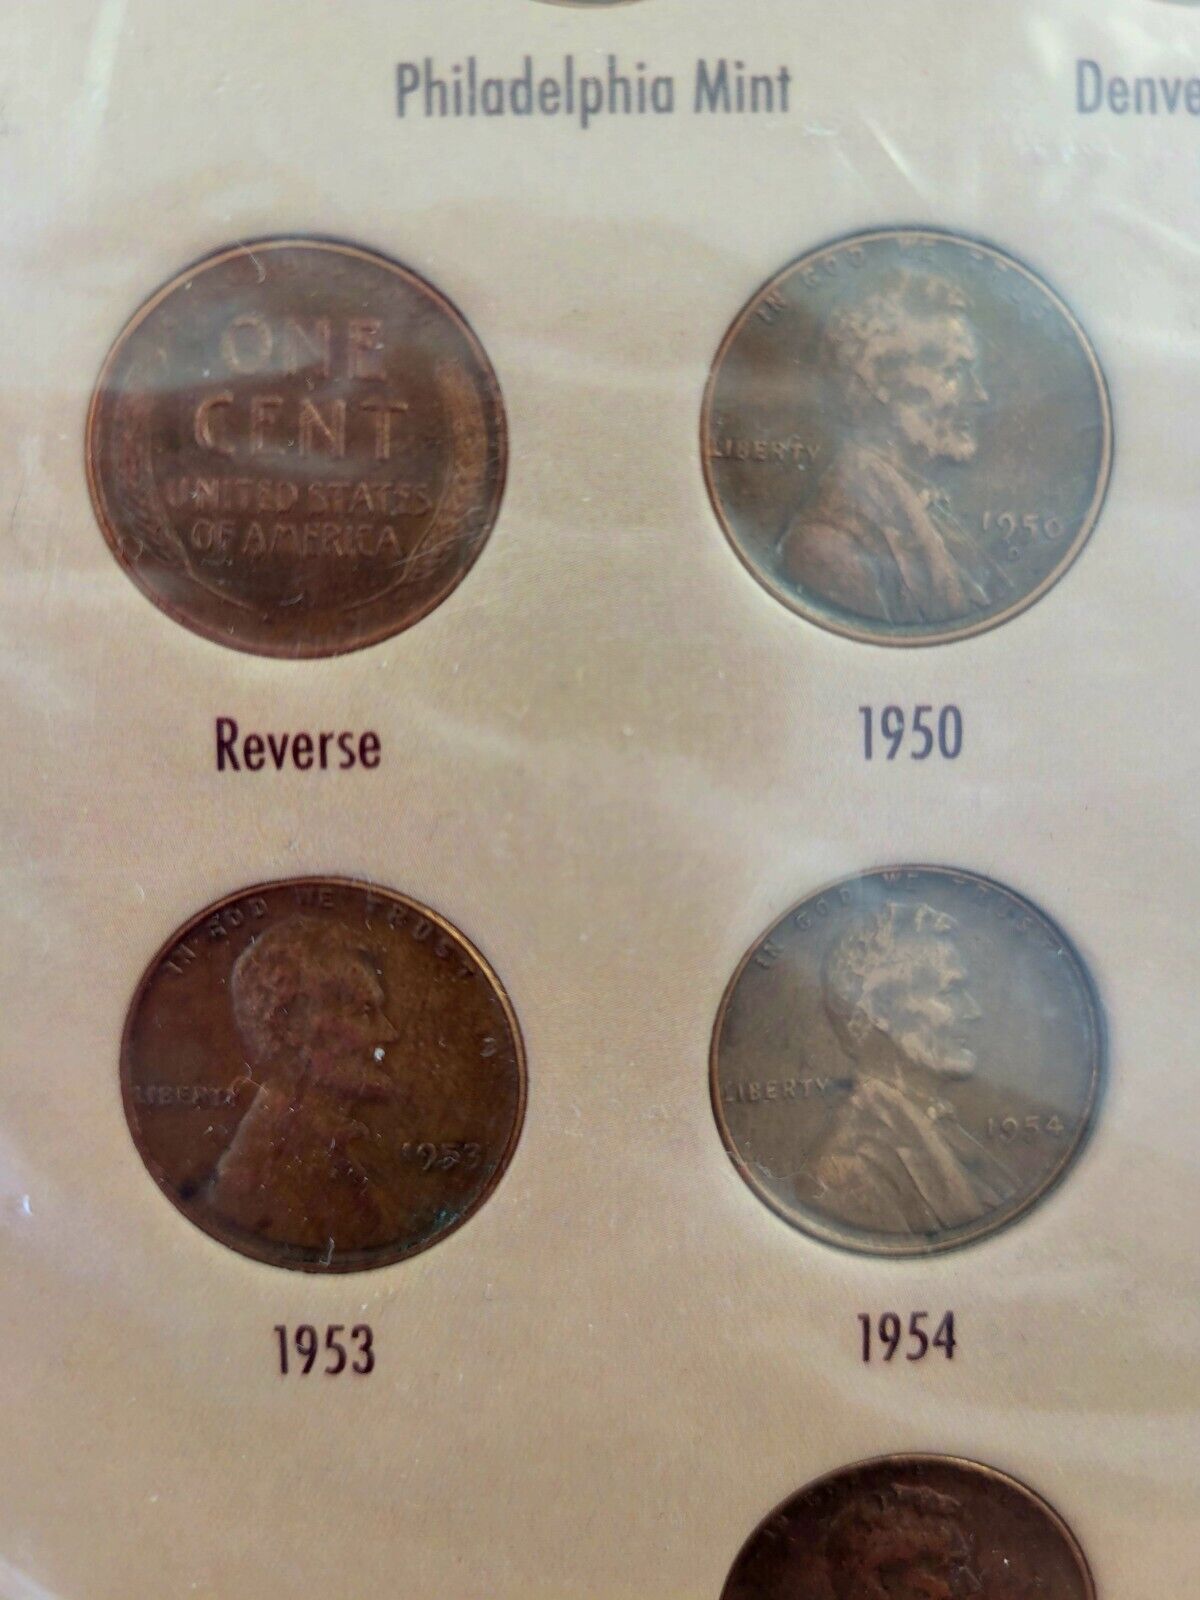 Philadelphia Mint
Denve
ONE
CENT
UNITED STATES
OF AMERICA
Reverse
IN GOD WE TRUST
LIBERTY
1950
D
1950
IN GOD WE TRUST
LIBERTY
1953
1953
IN GOD WE TRUST
LIBERTY
1954
1954